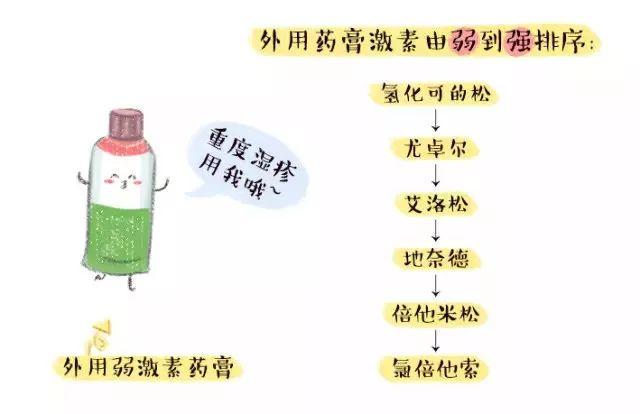 外用药膏激素由弱到强排序:
氢化可的松
尤卓尔
艾洛松
地奈德
倍他米松
氯倍他索
重度湿疹
用我哦~
外用弱激素药膏